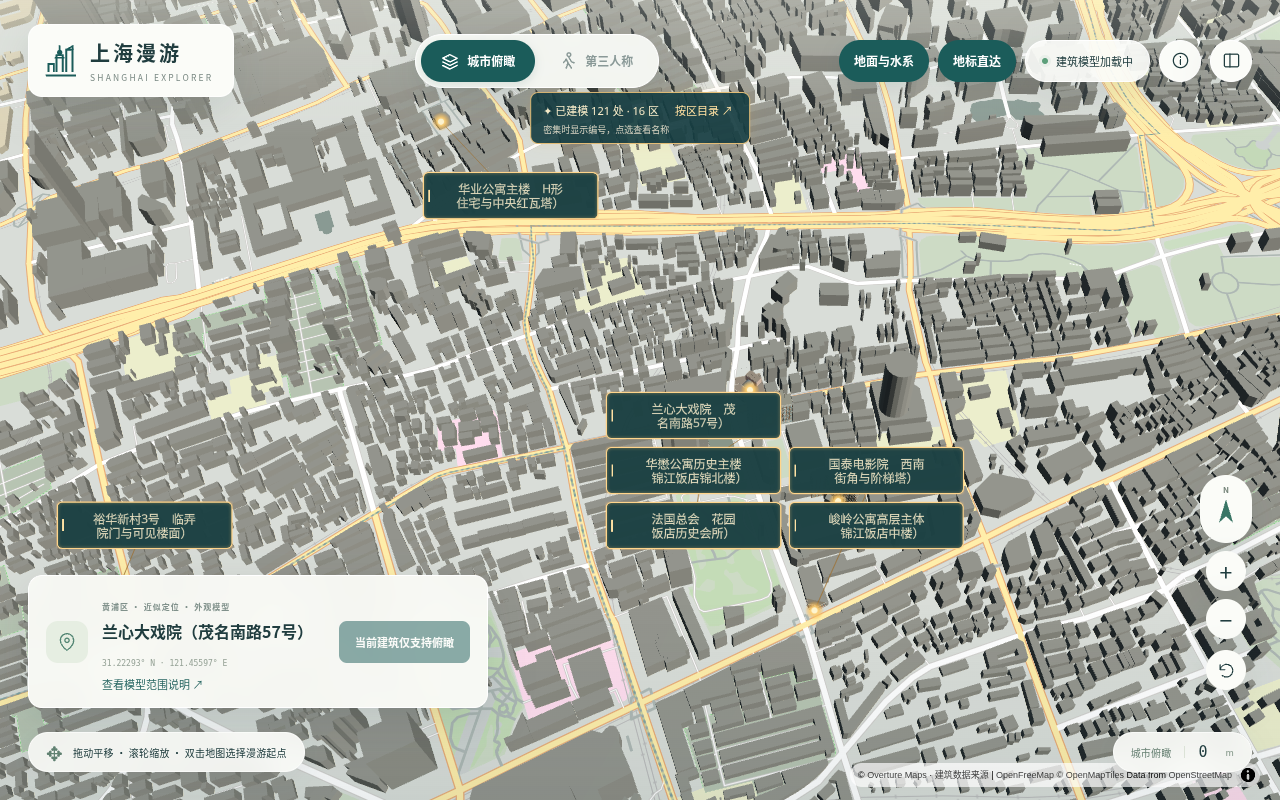 上海漫游
SHANGHAI EXPLORER
城市俯瞰
第三人称
地面与水系
地标直达
建筑模型加载中
✦ 已建模 121 处 · 16 区 按区目录 ↗
密集时显示编号，点选查看名称
华业公寓主楼 H形
住宅与中央红瓦塔）
兰心大戏院 茂
名南路57号）
华懋公寓历史主楼
锦江饭店锦北楼）
国泰电影院 西南
街角与阶梯塔）
裕华新村3号 临弄
院门与可见楼面）
法国总会 花园
饭店历史会所）
峻岭公寓高层主体
锦江饭店中楼）
N
黄浦区 · 近似定位 · 外观模型
兰心大戏院（茂名南路57号）
31.22293° N · 121.45597° E
查看模型范围说明 ↗
当前建筑仅支持俯瞰
拖动平移 · 滚轮缩放 · 双击地图选择漫游起点
城市俯瞰 0 m
© Overture Maps · 建筑数据来源 | OpenFreeMap © OpenMapTiles Data from OpenStreetMap